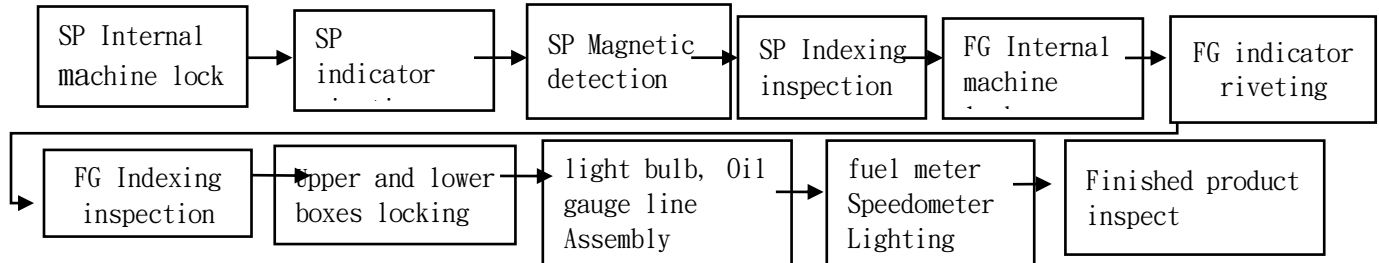 SP Internal
machine lock
SP
indicator
SP Magnetic
detection
SP Indexing
inspection
FG Internal
machine
FG indicator
riveting
FG Indexing
inspection
Upper and lower
boxes locking
light bulb, Oil
gauge line
Assembly
fuel meter
Speedometer
Lighting
Finished product
inspect